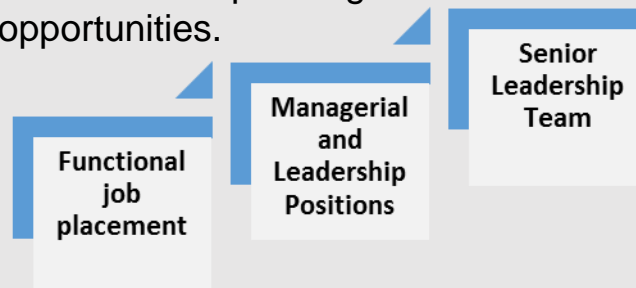 opportunities.
Functional
job
placement
Managerial
and
Leadership
Positions
Senior
Leadership
Team